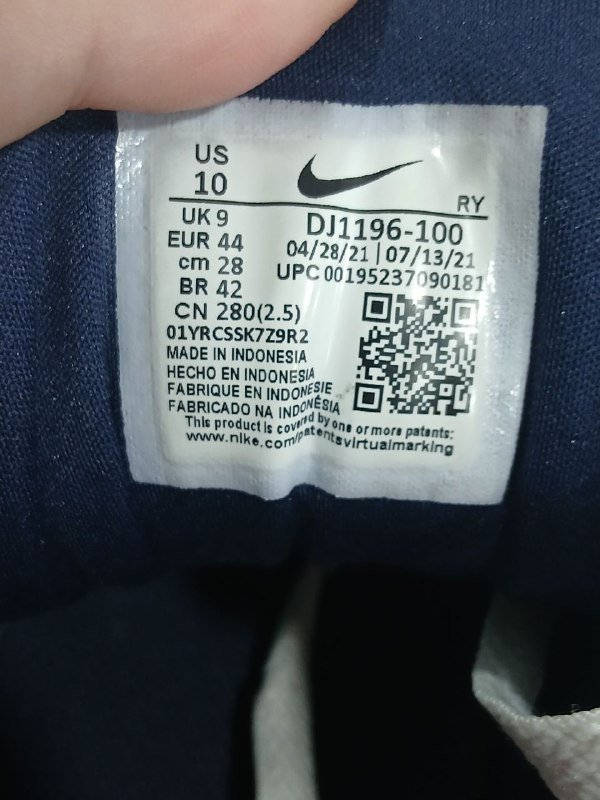 US
10
RY
UK 9
DJ1196-100
EUR 44
04/28/21 | 07/13/21
cm 28
UPC 00195237090181
BR 42
CN 280(2.5)
01YRCSSK7Z9R2
MADE IN INDONESIA
HECHO EN INDONESIA
FABRIQUE EN INDONESIE
FABRICADO NA INDONÉSIA
This product is covered by one or more patents:
www.nike.com/patentsvirtualmarking